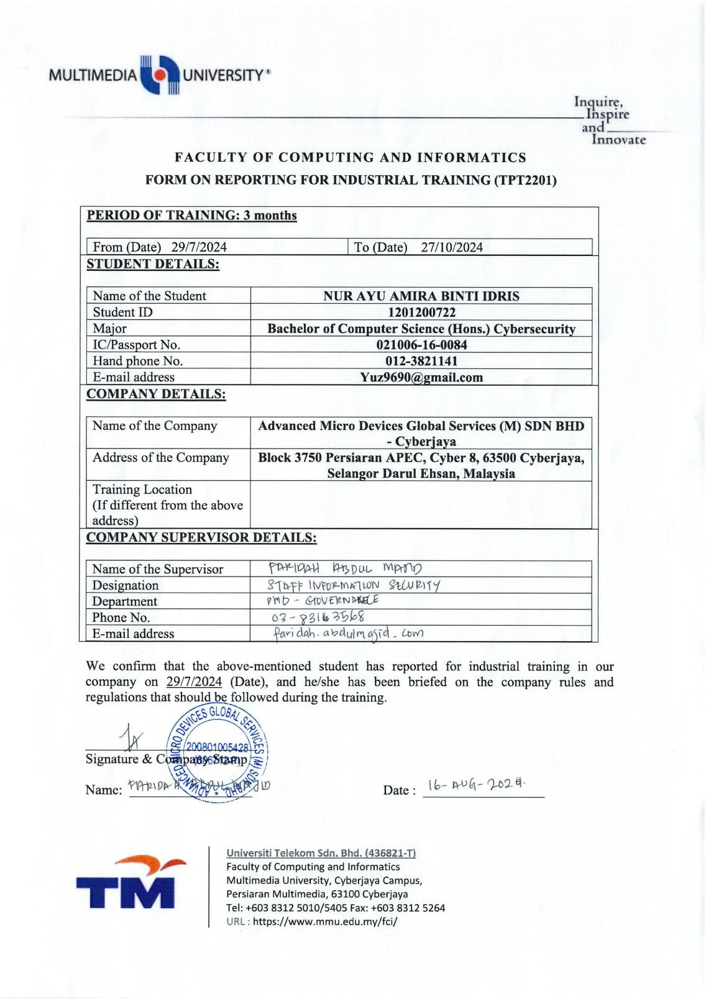 MULTIMEDIA UNIVERSITY®
Inquire,
Inspire
and
Innovate
FACULTY OF COMPUTING AND INFORMATICS
FORM ON REPORTING FOR INDUSTRIAL TRAINING (TPT2201)
PERIOD OF TRAINING: 3 months
From (Date) 29/7/2024 To (Date) 27/10/2024
STUDENT DETAILS:
Name of the Student NUR AYU AMIRA BINTI IDRIS
Student ID 1201200722
Major Bachelor of Computer Science (Hons.) Cybersecurity
IC/Passport No. 021006-16-0084
Hand phone No. 012-3821141
E-mail address Yuz9690@gmail.com
COMPANY DETAILS:
Name of the Company Advanced Micro Devices Global Services (M) SDN BHD
- Cyberjaya
Address of the Company Block 3750 Persiaran APEC, Cyber 8, 63500 Cyberjaya,
Selangor Darul Ehsan, Malaysia
Training Location
(If different from the above
address)
COMPANY SUPERVISOR DETAILS:
Name of the Supervisor FARIDAH ABDUL
Designation STAFF INFORMATION SECURITY
Department - GOVERNANCE
Phone No. 03-83163568
E-mail address faridah.abdulmajid.com
We confirm that the above-mentioned student has reported for industrial training in our
company on 29/7/2024 (Date), and he/she has been briefed on the company rules and
regulations that should be followed during the training.
ADVANCED MICRO DEVICES GLOBAL SERVICES (M) SDN BHD. *
200801005428
Signature & Company Stamp
Name: FARIDAH ABDUL MAJID Date : 16-AUG-2024
TM
Universiti Telekom Sdn. Bhd. (436821-T)
Faculty of Computing and Informatics
Multimedia University, Cyberjaya Campus,
Persiaran Multimedia, 63100 Cyberjaya
Tel: +603 8312 5010/5405 Fax: +603 8312 5264
URL : https://www.mmu.edu.my/fci/